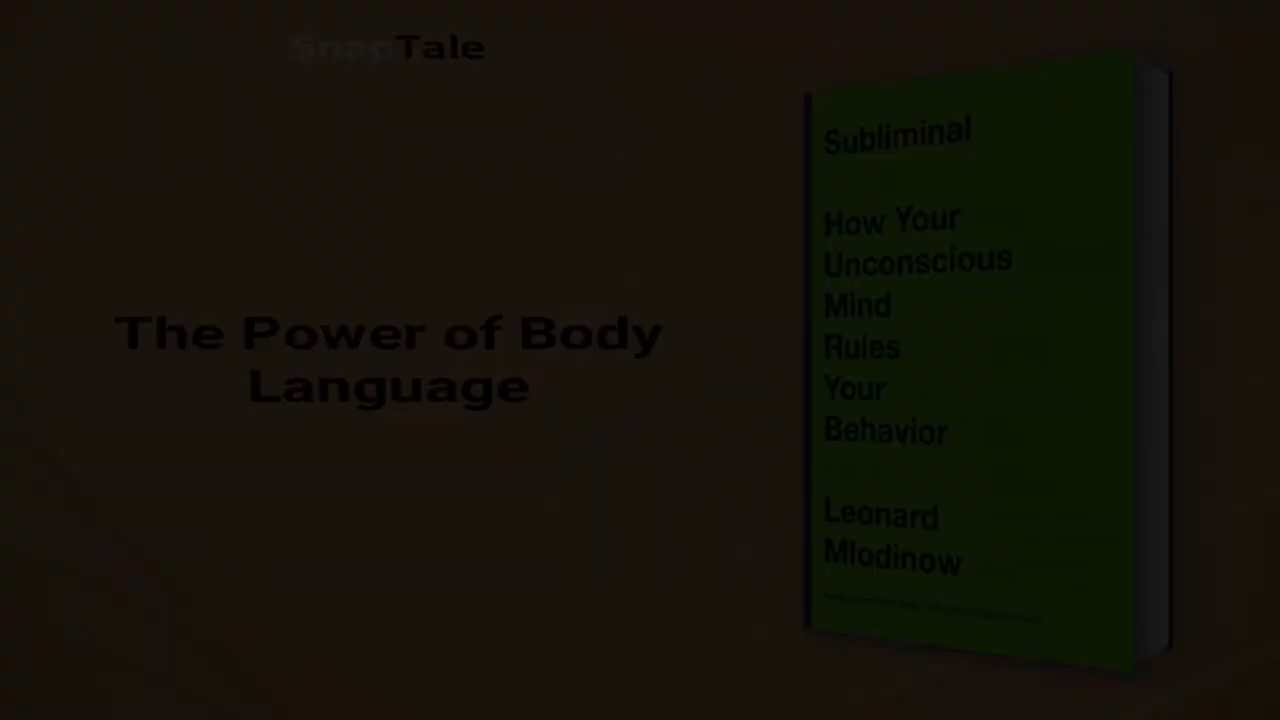 SnapTale
The Power of Body
Language
Subliminal
How Your
Unconscious
Mind
Rules
Your
Behavior
Leonard
Mlodinow